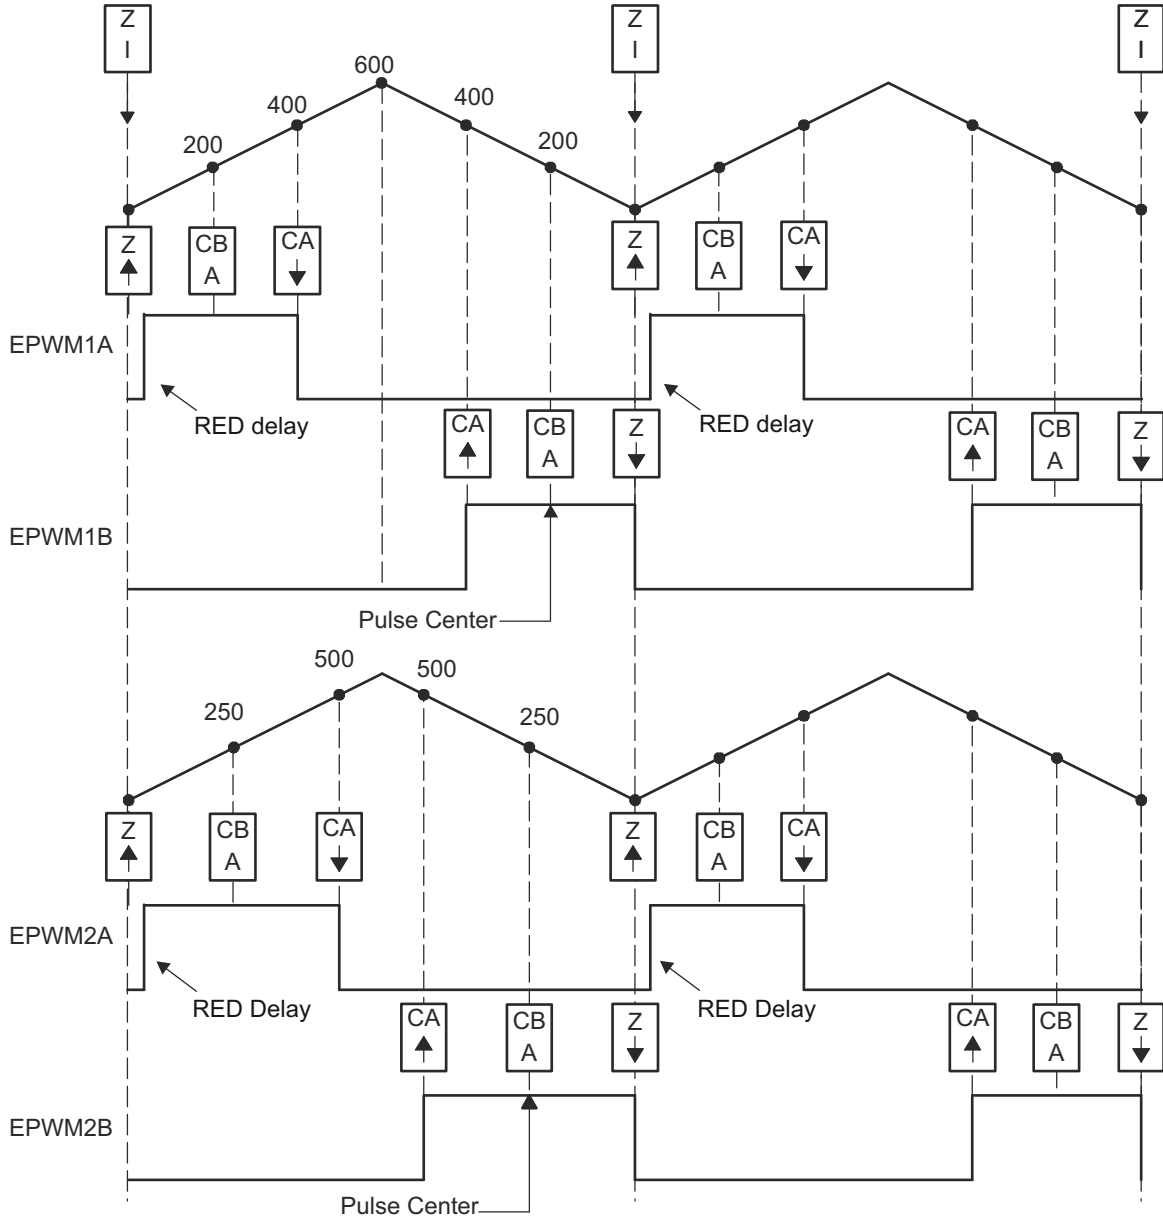 Z Z Z
I I I
600
400 400
200 200
Z CB CA Z CB CA
A A
EPWM1A
RED delay RED delay
CA CB Z CA CB Z
A A
EPWM1B
Pulse Center
500 500
250 250
Z CB CA Z CB CA
A A
EPWM2A
RED Delay RED Delay
CA CB Z CA CB Z
A A
EPWM2B
Pulse Center